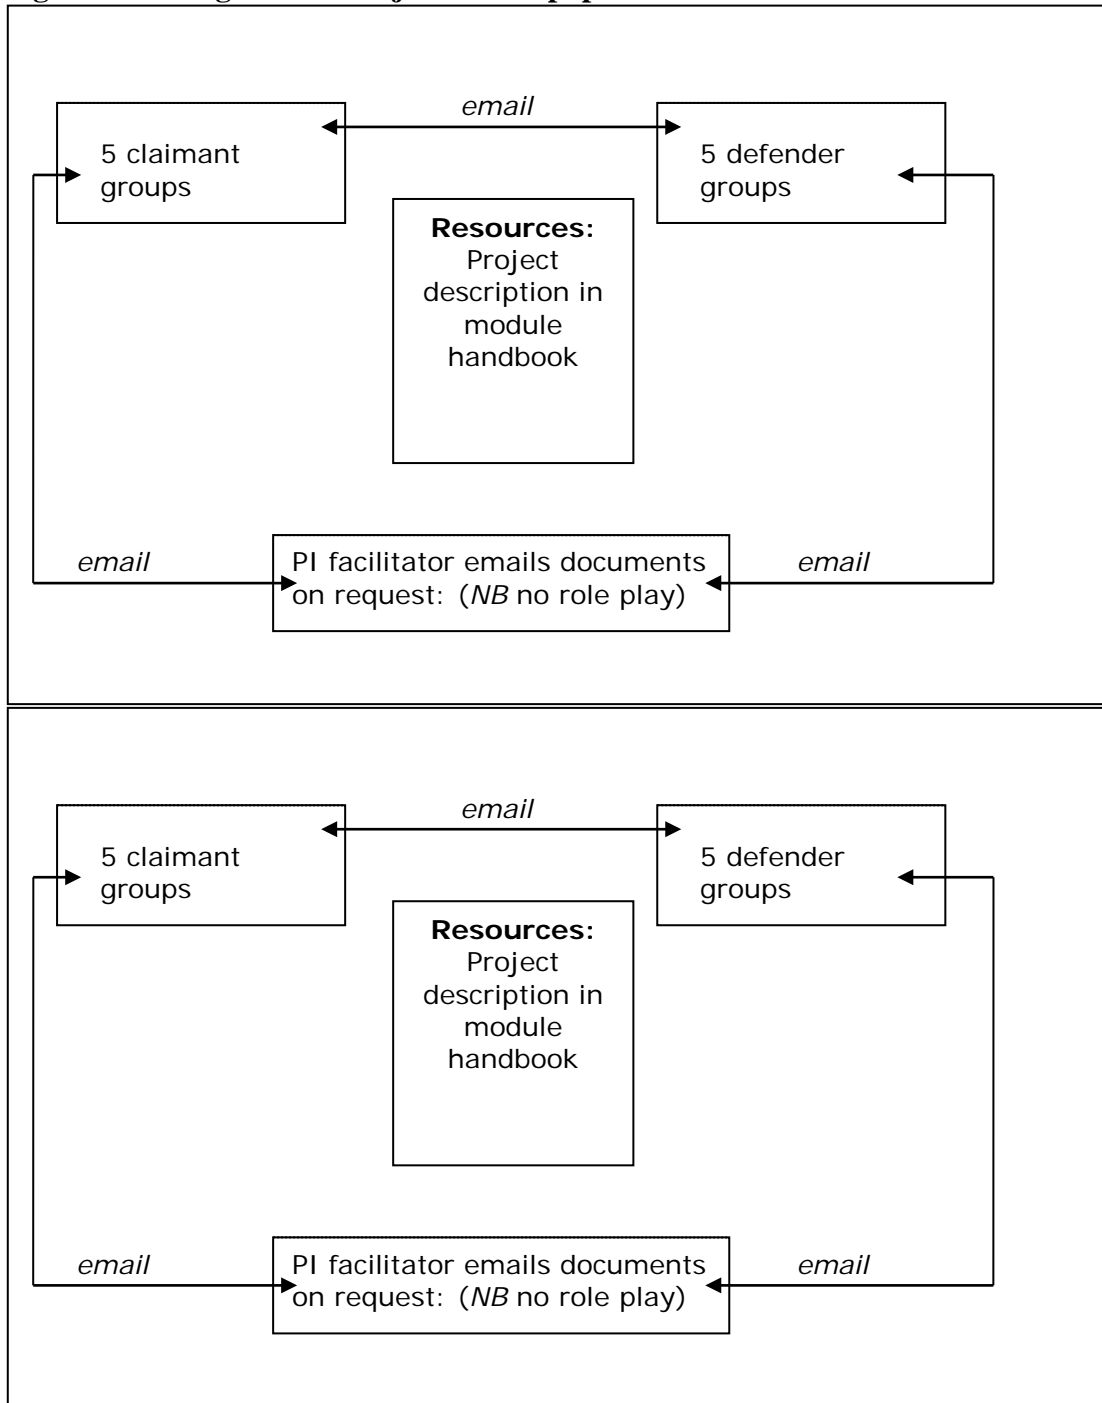 email
5 claimant
groups
5 defender
groups
Resources:
Project
description in
module
handbook
email
PI facilitator emails documents
on request: (NB no role play)
email
email
5 claimant
groups
5 defender
groups
Resources:
Project
description in
module
handbook
email
PI facilitator emails documents
on request: (NB no role play)
email